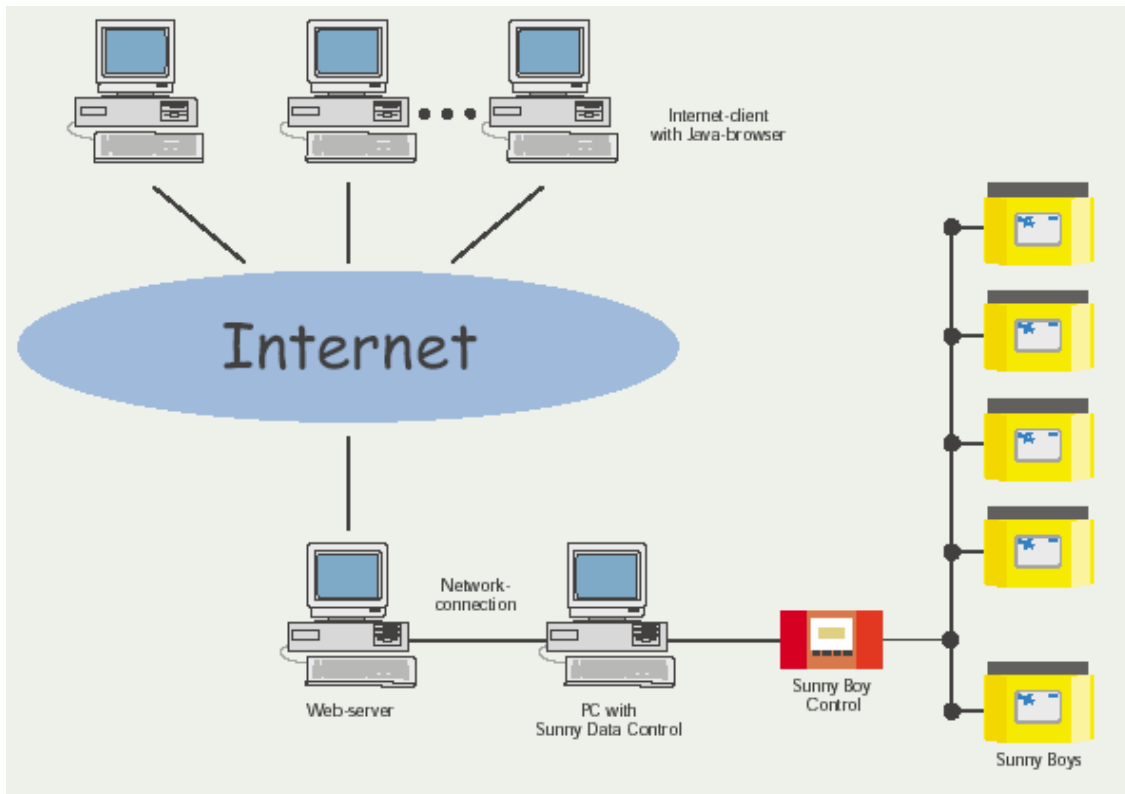 Internet-client
with Java-browser
Internet
Network-
connection
Web-server
PC with
Sunny Data Control
Sunny Boy
Control
Sunny Boys